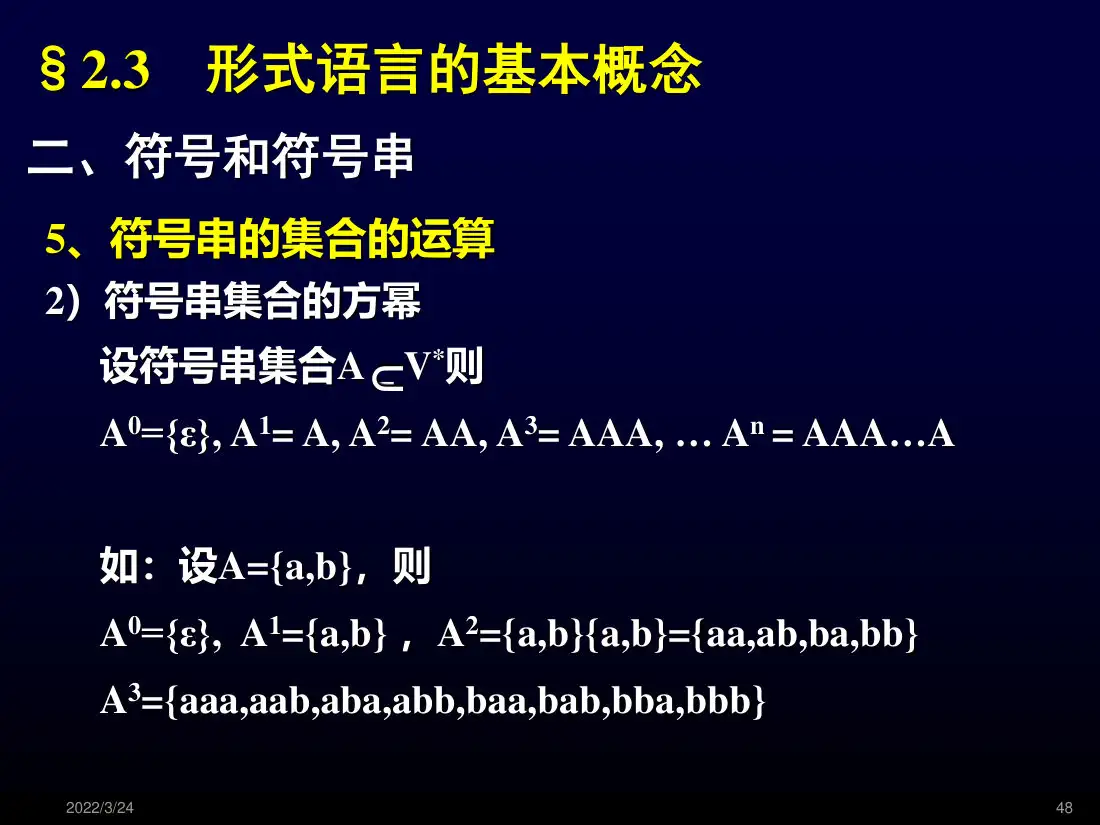 §2.3 形式语言的基本概念
二、符号和符号串
5、符号串的集合的运算
2）符号串集合的方幂
设符号串集合A⊂V*则
A⁰={ε}, A¹= A, A²= AA, A³= AAA, … Aⁿ = AAA…A
如：设A={a,b}，则
A⁰={ε}, A¹={a,b} ，A²={a,b}{a,b}={aa,ab,ba,bb}
A³={aaa,aab,aba,abb,baa,bab,bba,bbb}
2022/3/24 48